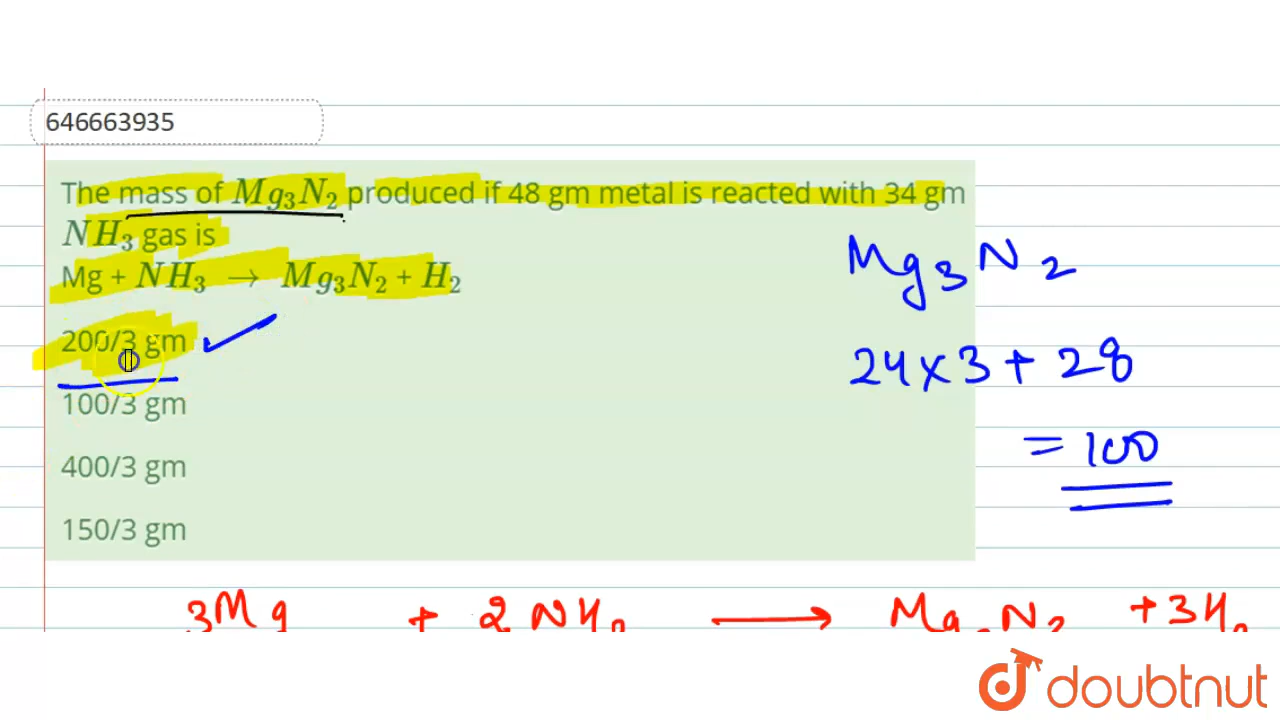 646663935
The mass of Mg₃N₂ produced if 48 gm metal is reacted with 34 gm
NH₃ gas is
Mg + NH₃ → Mg₃N₂ + H₂
200/3 gm
100/3 gm
400/3 gm
150/3 gm
Mg₃N₂
24×3+28
=100
3Mg + 2NH₃ → Mg₃N₂ +3H₂
doubtnut